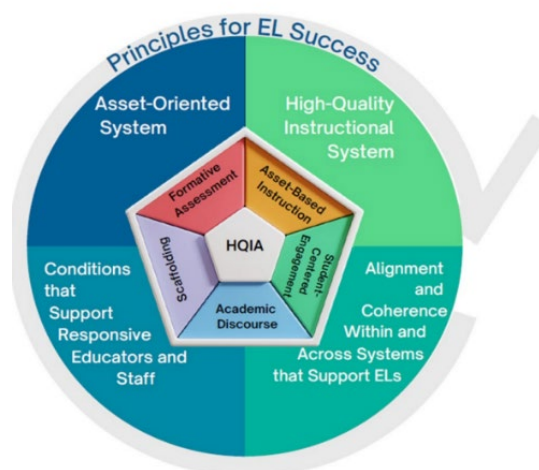 Principles for EL Success
Asset-Oriented
System
High-Quality
Instructional
System
Formative
Assessment
Asset-Based
Instruction
HQIA
Scaffolding
Student-
Centered
Engagement
Academic
Discourse
Conditions
that
Support
Responsive
Educators and
Staff
Alignment
and
Coherence
Within and
Across Systems
that Support ELs